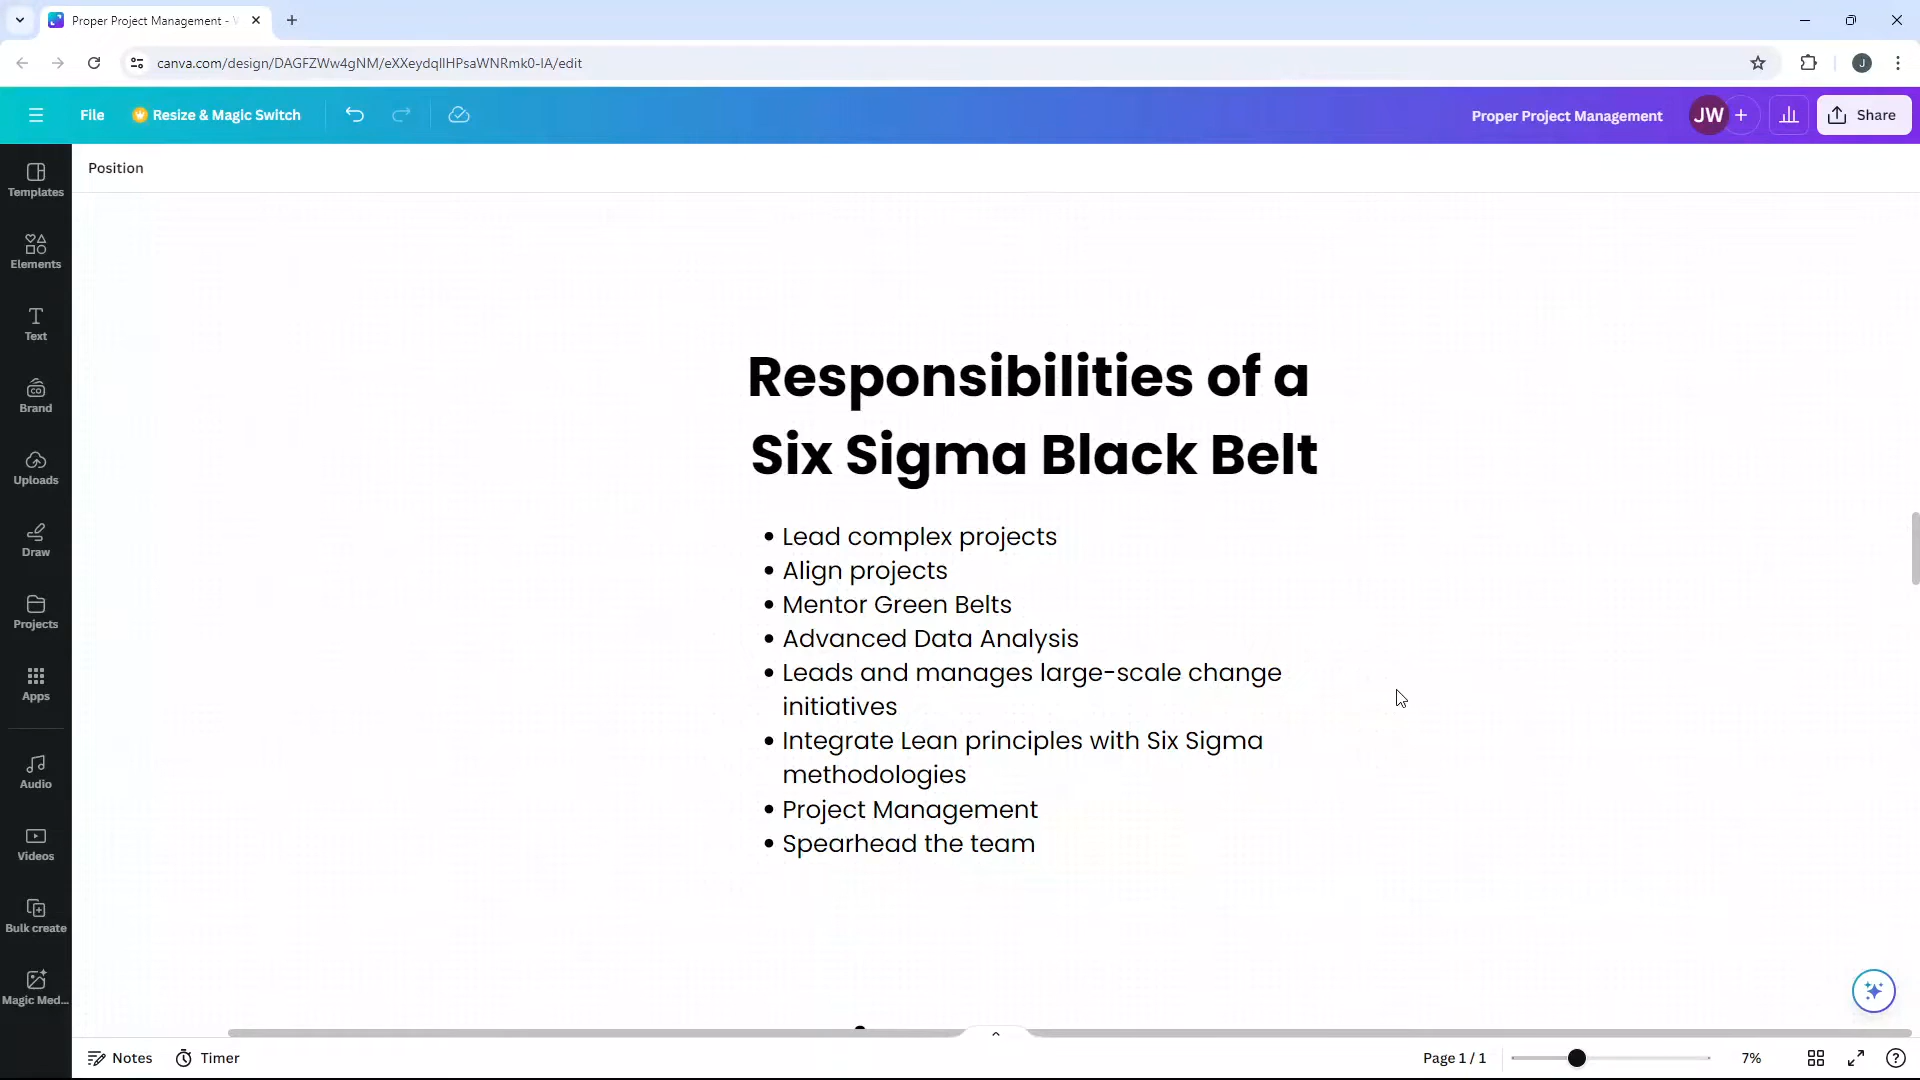 Proper Project Management - W
canva.com/design/DAGFZWw4gNM/eXXeydqIlHPsaWNRmk0-IA/edit
J
File
Resize & Magic Switch
Proper Project Management
JW
Share
Position
Templates
Elements
Text
Brand
Uploads
Draw
Projects
Apps
Audio
Videos
Bulk create
Magic Med...
Responsibilities of a
Six Sigma Black Belt
• Lead complex projects
• Align projects
• Mentor Green Belts
• Advanced Data Analysis
• Leads and manages large-scale change
initiatives
• Integrate Lean principles with Six Sigma
methodologies
• Project Management
• Spearhead the team
Notes
Timer
Page 1 / 1
7%